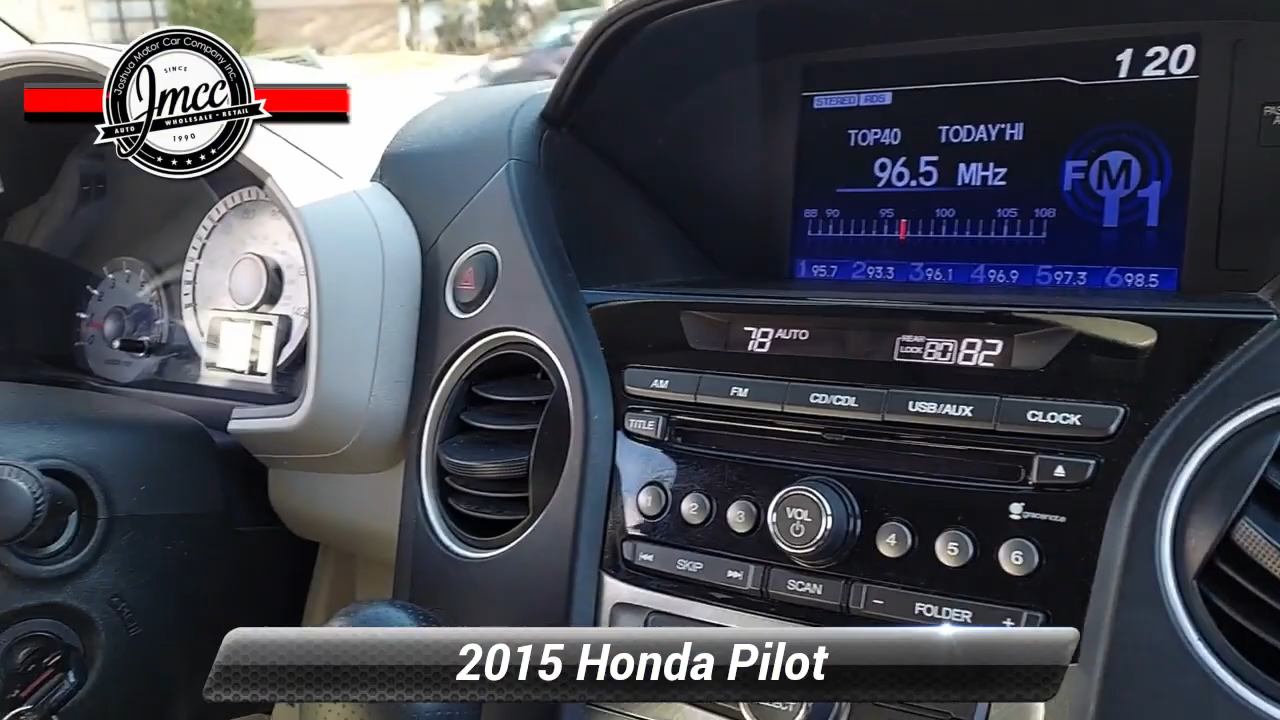 Joshua Motor Car Company Inc.
SINCE
Jmcc
AUTO WHOLESALE - RETAIL
1990
1 20
STEREO RDS
TOP40 TODAY'HI
96.5 MHz
FM1
88 90 95 100 105 108
1 95.7 2 93.3 3 96.1 4 96.9 5 97.3 6 98.5
78 AUTO REAR LOCK 80 82
AM FM CD/CDL USB/AUX CLOCK
TITLE
1 2 3 VOL 4 5 6
gracenote
SKIP SCAN − FOLDER +
2015 Honda Pilot